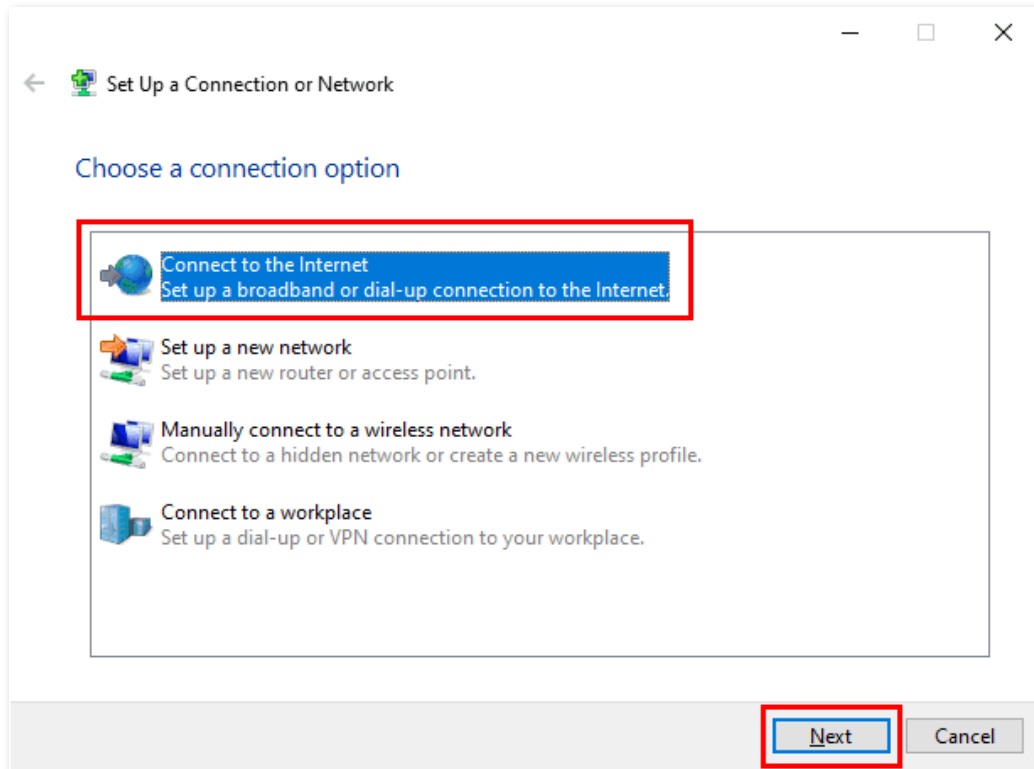 Set Up a Connection or Network
Choose a connection option
Connect to the Internet
Set up a broadband or dial-up connection to the Internet.
Set up a new network
Set up a new router or access point.
Manually connect to a wireless network
Connect to a hidden network or create a new wireless profile.
Connect to a workplace
Set up a dial-up or VPN connection to your workplace.
Next Cancel